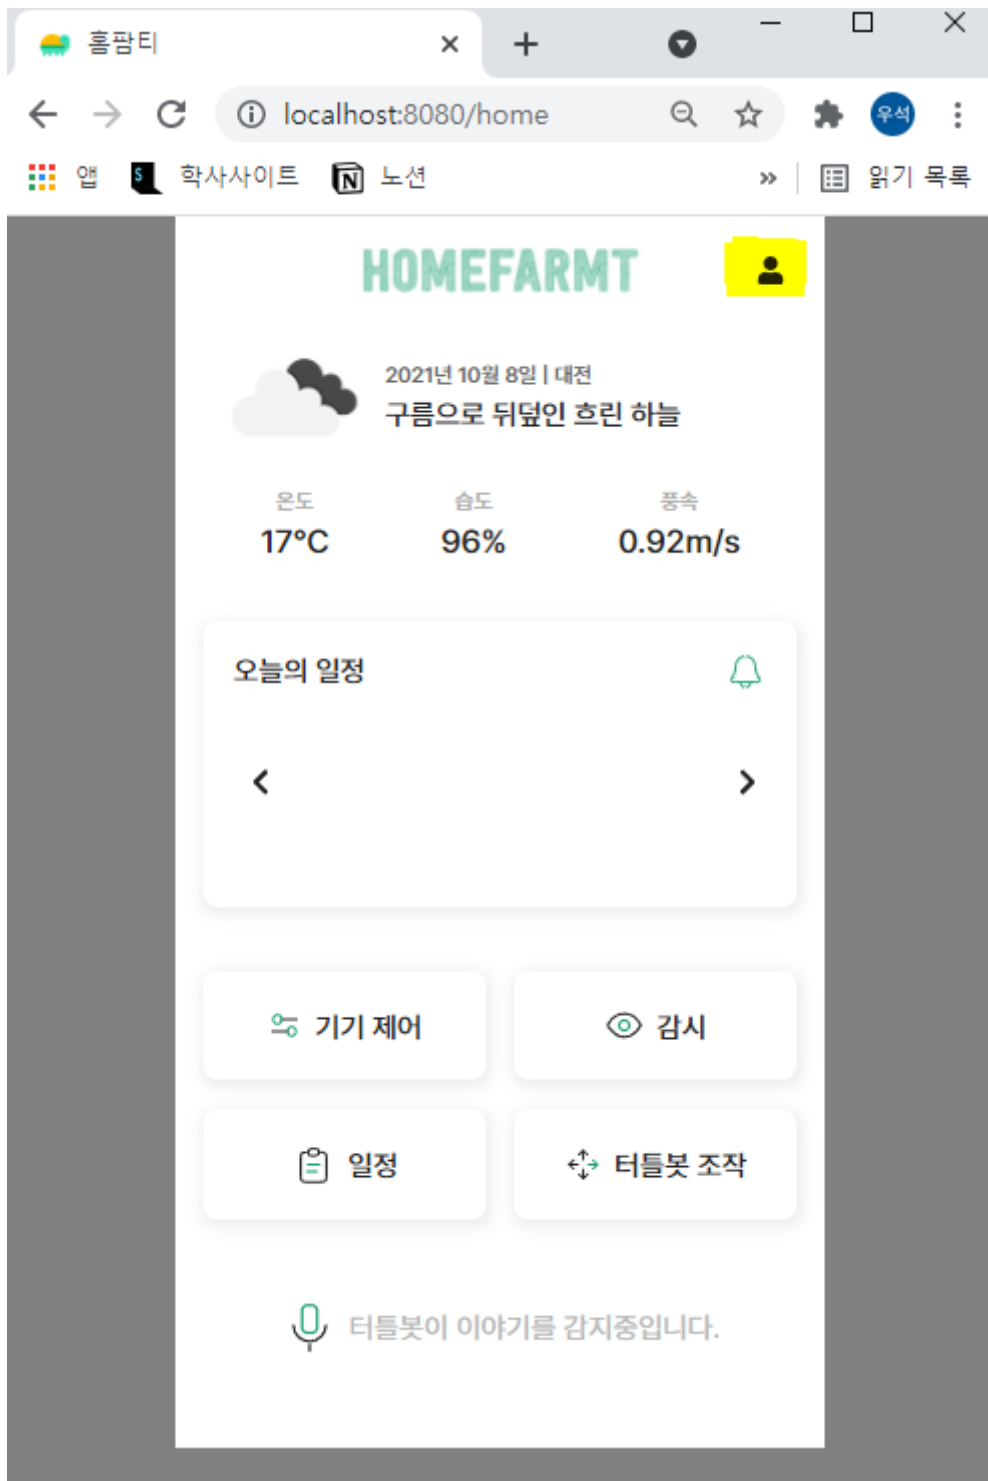 홈팜티
localhost:8080/home
우석
앱 학사사이트 노션 » 읽기 목록
HOMEFARMT
2021년 10월 8일 | 대전
구름으로 뒤덮인 흐린 하늘
온도 습도 풍속
17°C 96% 0.92m/s
오늘의 일정
기기 제어 감시
일정 터틀봇 조작
터틀봇이 이야기를 감지중입니다.